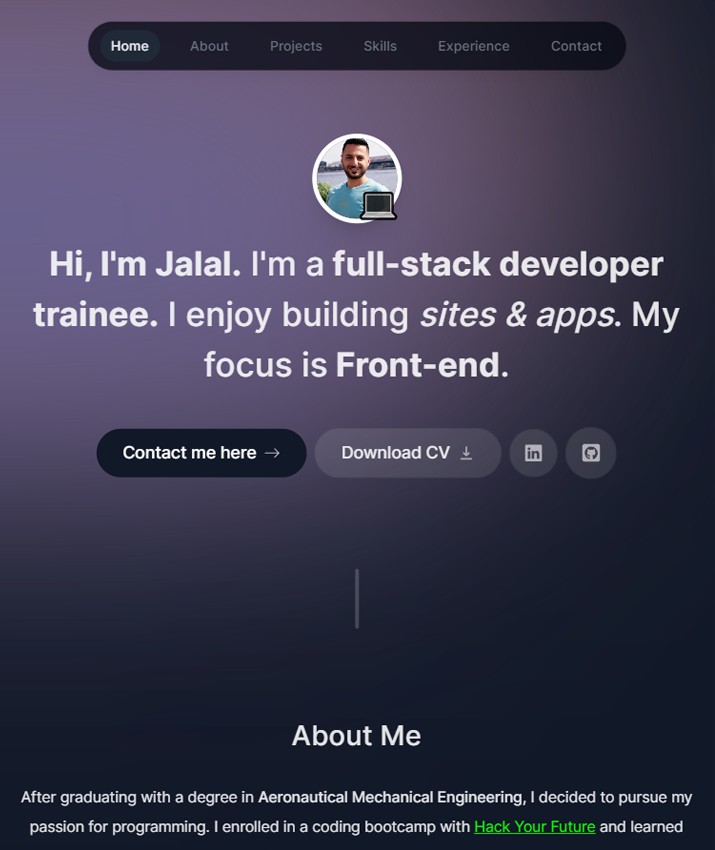 Home About Projects Skills Experience Contact
Hi, I'm Jalal. I'm a full-stack developer
trainee. I enjoy building sites & apps. My
focus is Front-end.
Contact me here Download CV in
About Me
After graduating with a degree in Aeronautical Mechanical Engineering, I decided to pursue my
passion for programming. I enrolled in a coding bootcamp with Hack Your Future and learned